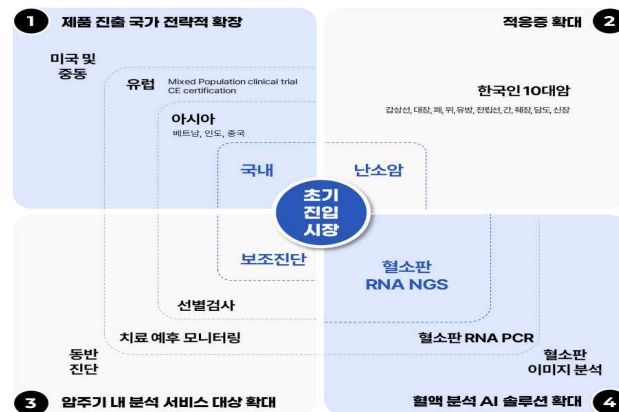 1 제품 진출 국가 전략적 확장
적응증 확대 2
미국 및
중동
유럽
Mixed Population clinical trial
CE certification
아시아
베트남, 인도, 중국
한국인 10대암
갑상선, 대장, 폐, 위, 유방, 전립선, 간, 췌장, 담도, 신장
국내
난소암
초기
진입
시장
보조진단
혈소판
RNA NGS
선별검사
치료 예후 모니터링
혈소판 RNA PCR
동반
진단
혈소판
이미지 분석
3 암주기 내 분석 서비스 대상 확대
혈액 분석 AI 솔루션 확대 4